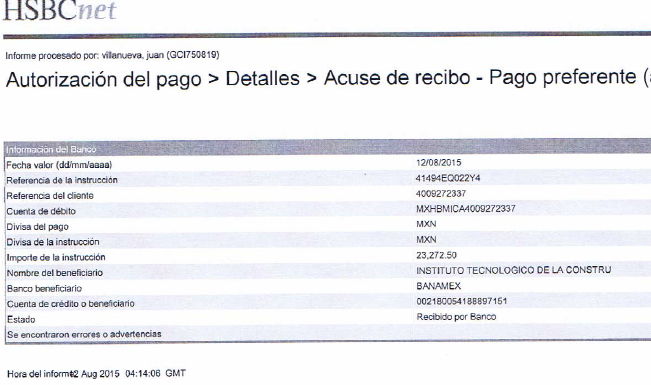 HSBCnet
Informe procesado por: villanueva, juan (GCI750819)
Autorización del pago > Detalles > Acuse de recibo - Pago preferente (
Información del Banco
Fecha valor (dd/mm/aaaa) 12/08/2015
Referencia de la instrucción 41494EQ022Y4
Referencia del cliente 4009272337
Cuenta de débito MXHBMICA4009272337
Divisa del pago MXN
Divisa de la instrucción MXN
Importe de la instrucción 23,272.50
Nombre del beneficiario INSTITUTO TECNOLOGICO DE LA CONSTRU
Banco beneficiario BANAMEX
Cuenta de crédito o beneficiario 002180054188897151
Estado Recibido por Banco
Se encontraron errores o advertencias
Hora del inform 12 Aug 2015 04:14:06 GMT